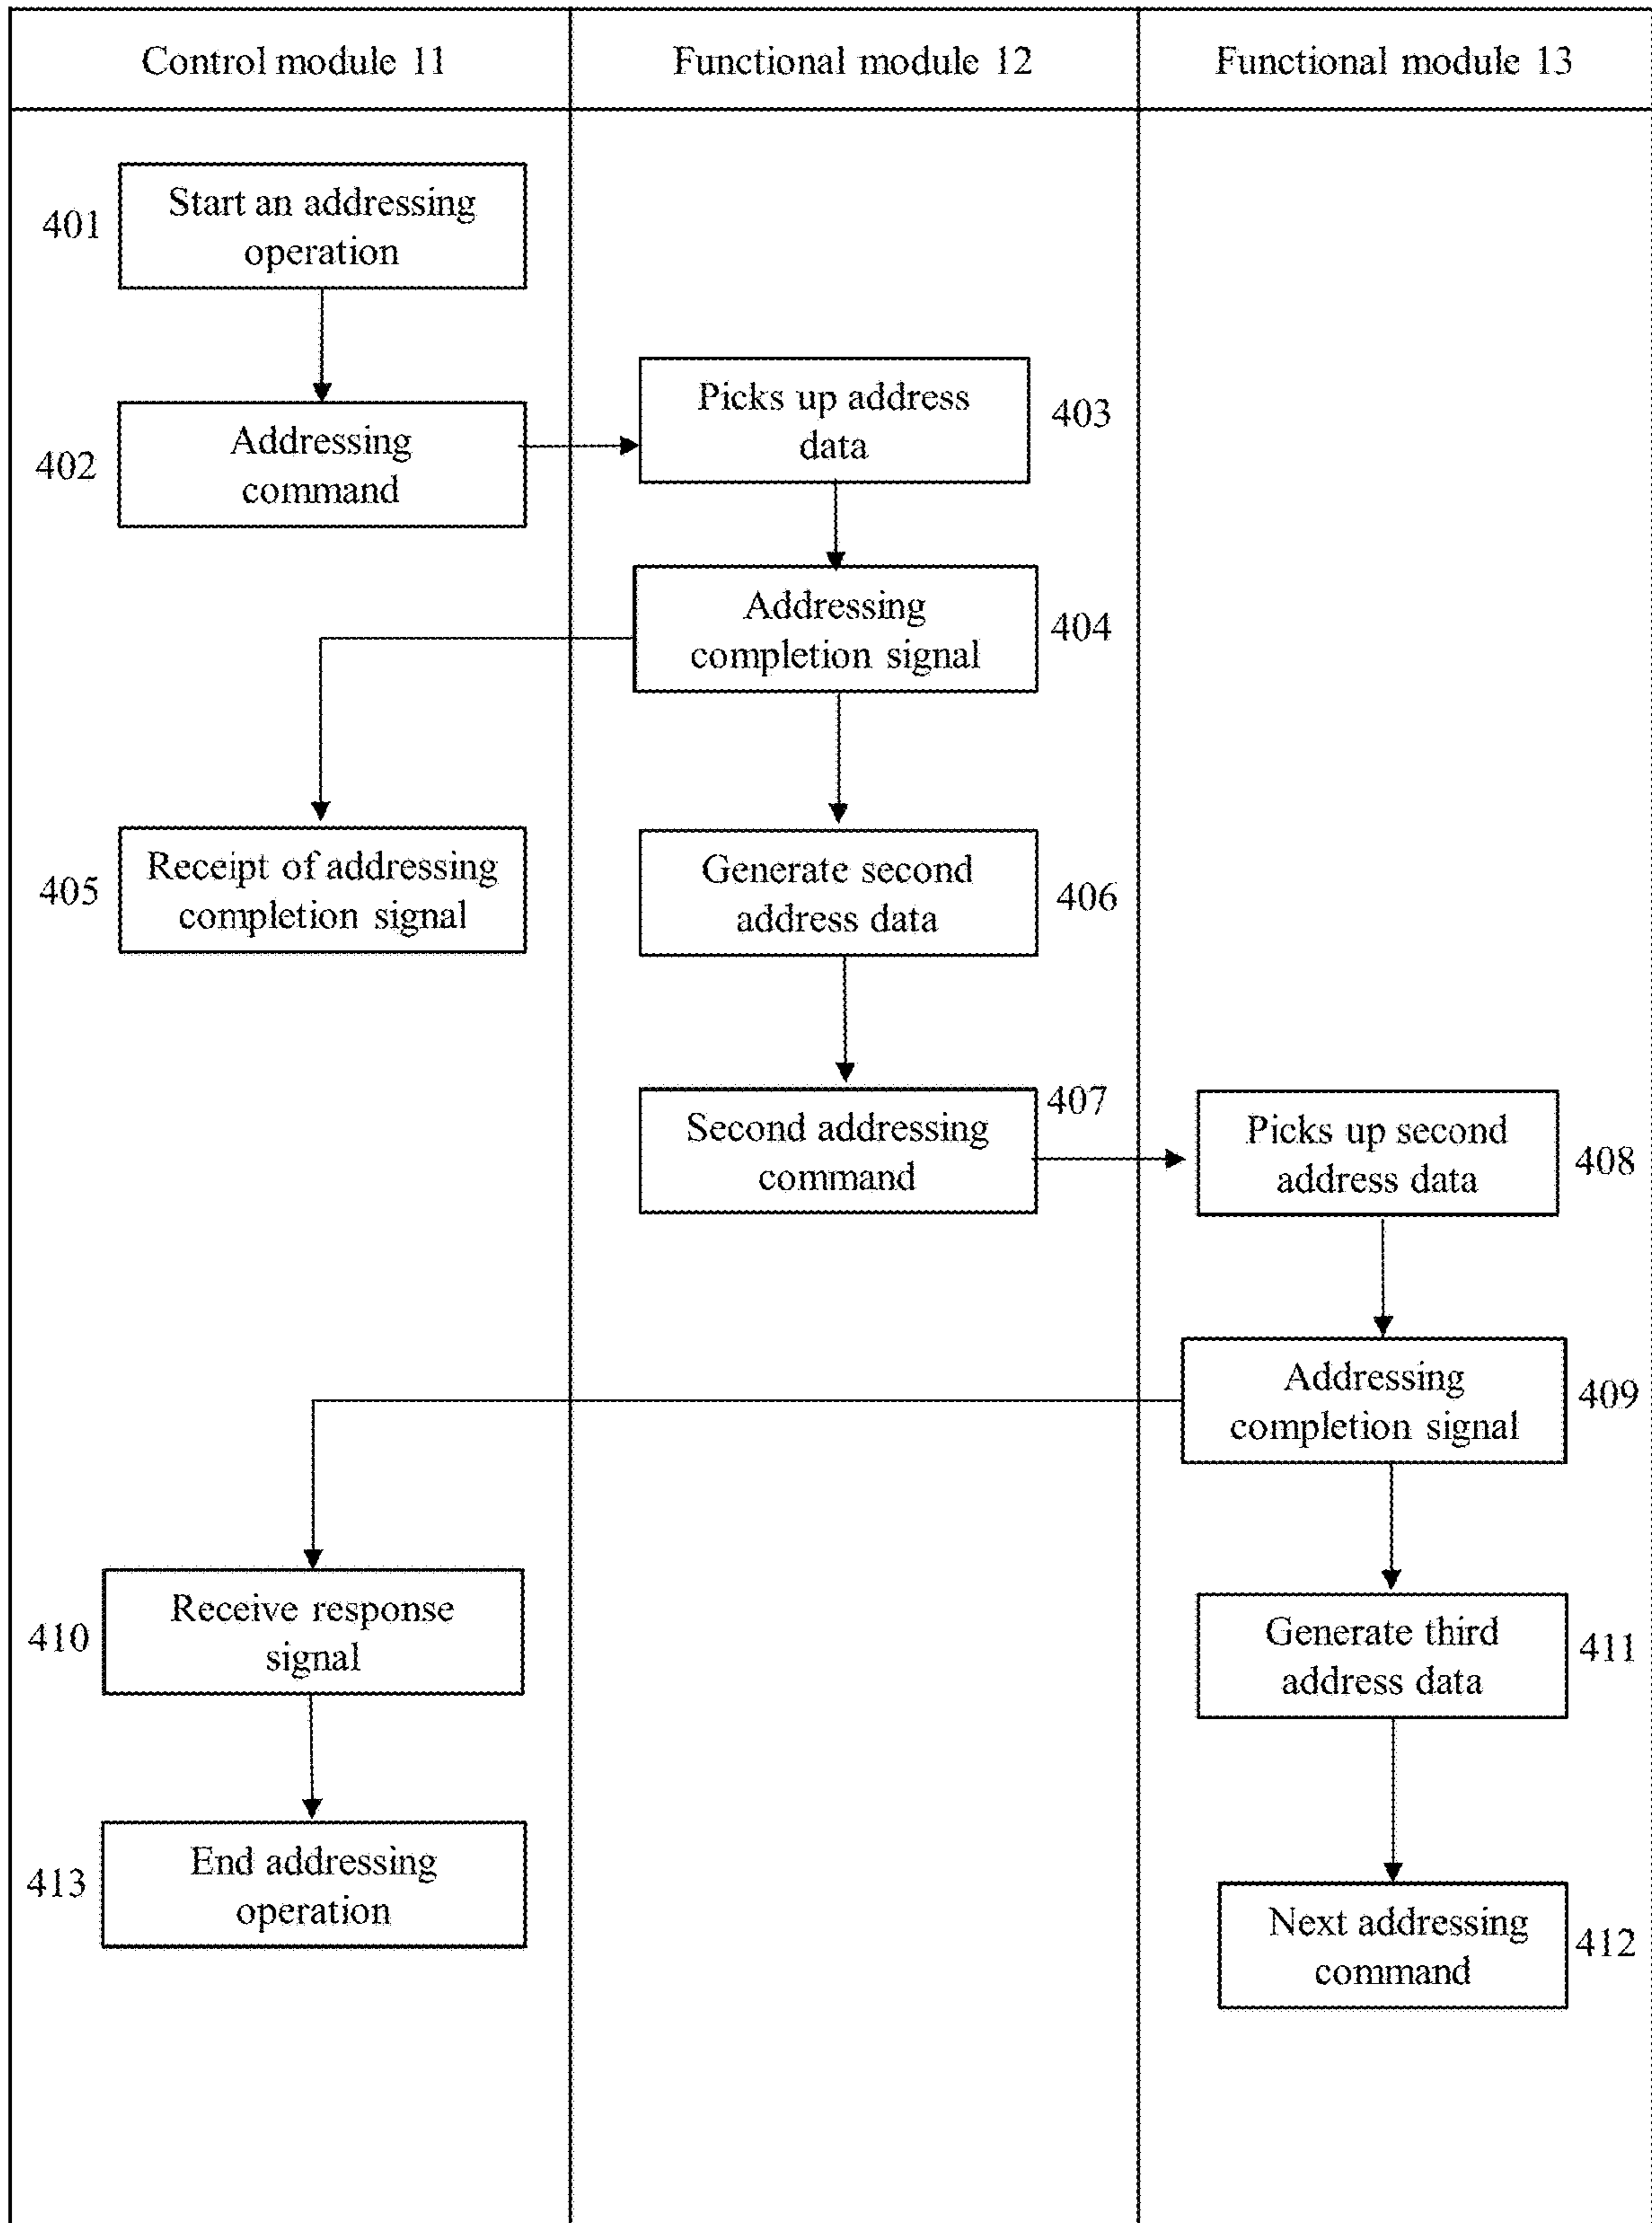 Control module 11
Functional module 12
Functional module 13
401
Start an addressing
operation
402
Addressing
command
Picks up address
data
403
Addressing
completion signal
404
405
Receipt of addressing
completion signal
Generate second
address data
406
Second addressing
command
407
Picks up second
address data
408
Addressing
completion signal
409
410
Receive response
signal
Generate third
address data
411
413
End addressing
operation
Next addressing
command
412